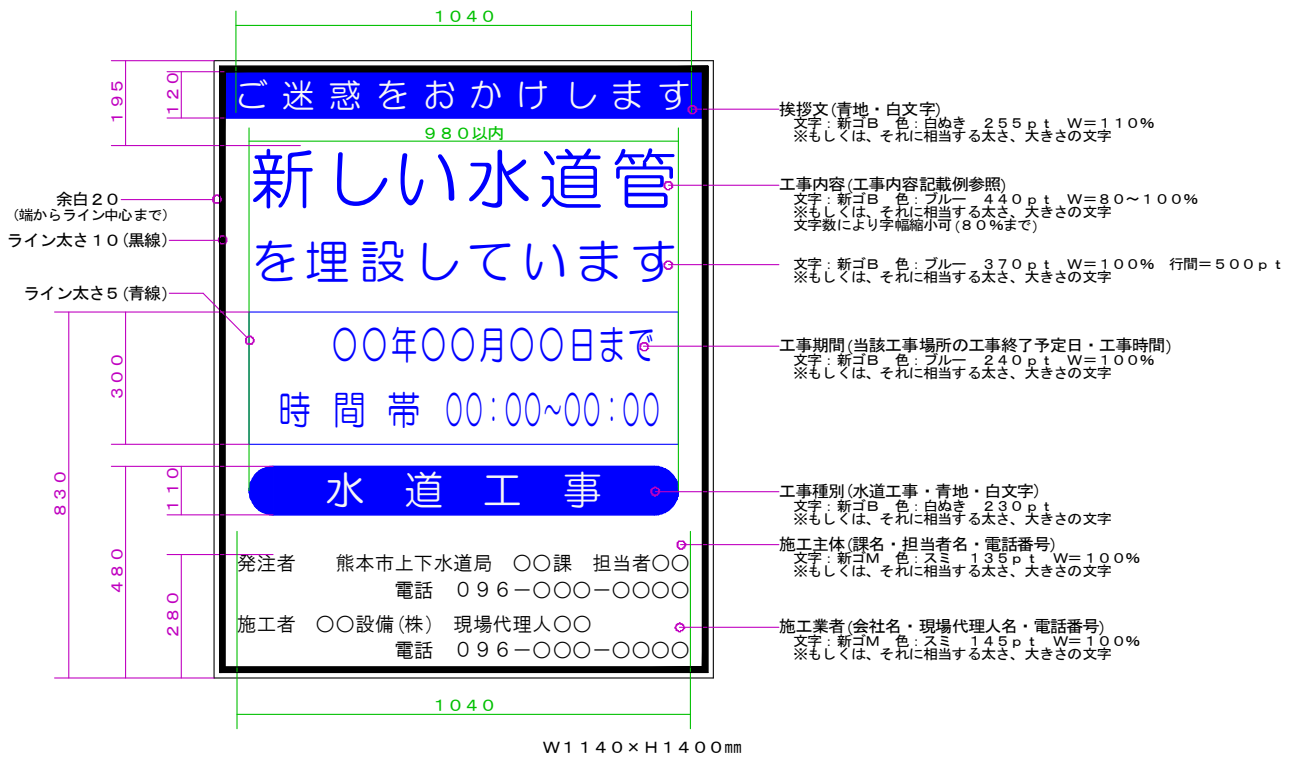 1040
195
120
ご迷惑をおかけします
挨拶文(青地・白文字)
文字:新ゴB 色:白ぬき 255pt W=110%
※もしくは、それに相当する太さ、大きさの文字
980以内
新しい水道管
工事内容(工事内容記載例参照)
文字:新ゴB 色:ブルー 440pt W=80~100%
※もしくは、それに相当する太さ、大きさの文字
文字数により字幅縮小可(80%まで)
余白20
(端からライン中心まで)
ライン太さ10(黒線)
を埋設しています
文字:新ゴB 色:ブルー 370pt W=100% 行間=500pt
※もしくは、それに相当する太さ、大きさの文字
ライン太さ5(青線)
830
300
〇〇年〇〇月〇〇日まで
工事期間(当該工事場所の工事終了予定日・工事時間)
文字:新ゴB 色:ブルー 240pt W=100%
※もしくは、それに相当する太さ、大きさの文字
時間帯 00:00~00:00
480
110
水道工事
工事種別(水道工事・青地・白文字)
文字:新ゴB 色:白ぬき 230pt
※もしくは、それに相当する太さ、大きさの文字
280
発注者 熊本市上下水道局 〇〇課 担当者〇〇
電話 096-〇〇〇-〇〇〇〇
施工主体(課名・担当者名・電話番号)
文字:新ゴM 色:スミ 135pt W=100%
※もしくは、それに相当する太さ、大きさの文字
施工者 〇〇設備(株) 現場代理人〇〇
電話 096-〇〇〇-〇〇〇〇
施工業者(会社名・現場代理人名・電話番号)
文字:新ゴM 色:スミ 145pt W=100%
※もしくは、それに相当する太さ、大きさの文字
1040
W1140×H1400㎜